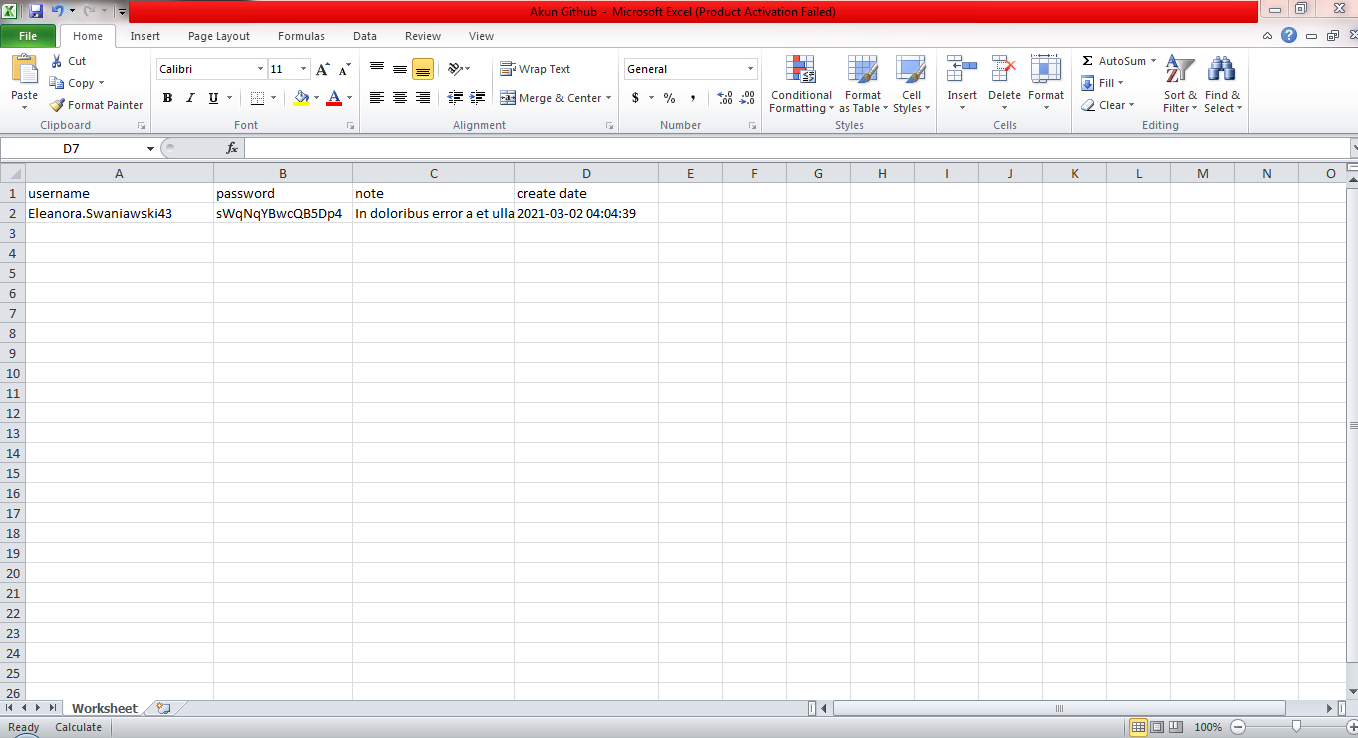 Akun Github - Microsoft Excel (Product Activation Failed)
File Home Insert Page Layout Formulas Data Review View
Paste
Cut
Copy
Format Painter
Clipboard
Calibri 11
B I U
Font
Wrap Text
Merge & Center
Alignment
General
$ % ,
Number
Conditional Formatting
Format as Table
Cell Styles
Styles
Insert Delete Format
Cells
Σ AutoSum
Fill
Clear
Sort & Filter
Find & Select
Editing
D7 fx
A B C D E F G H I J K L M N O
1 username password note create date
2 Eleanora.Swaniawski43 sWqNqYBwcQB5Dp4 In doloribus error a et ulla 2021-03-02 04:04:39
3
4
5
6
7
8
9
10
11
12
13
14
15
16
17
18
19
20
21
22
23
24
25
26
Worksheet
Ready Calculate 100%